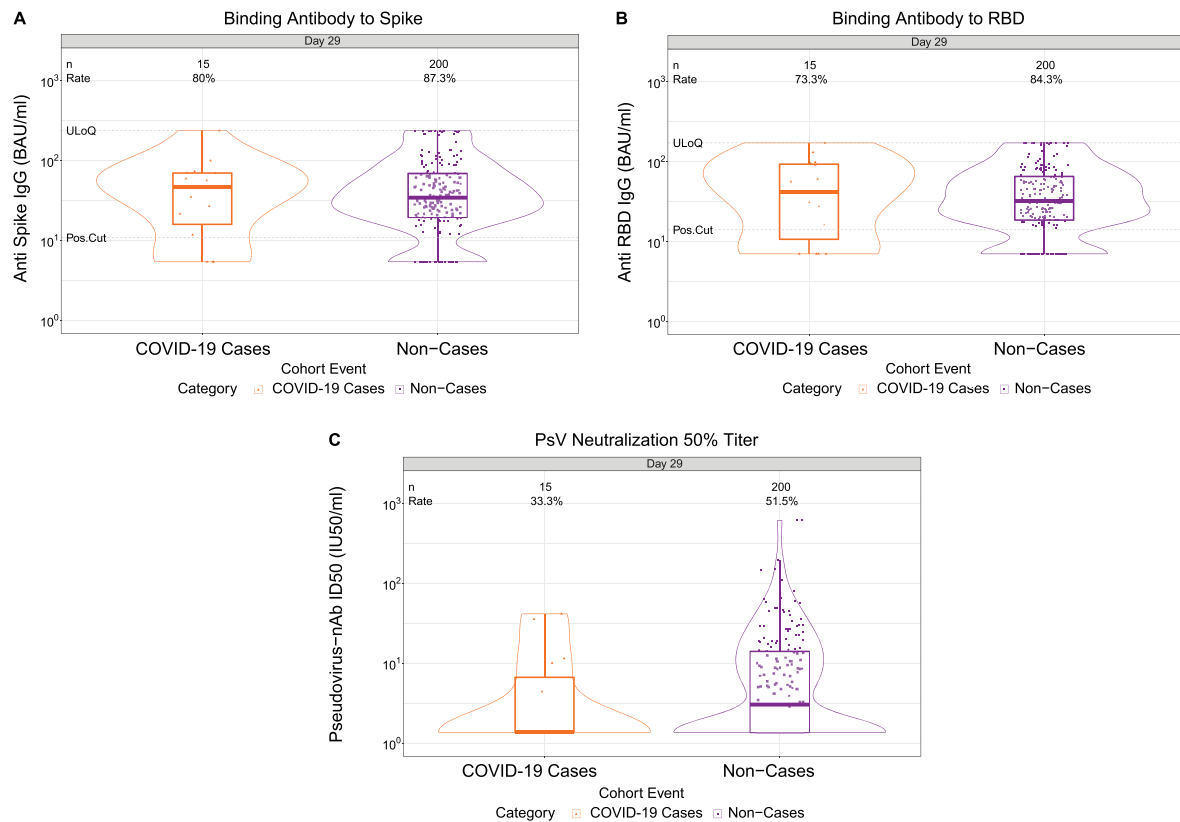 A
Binding Antibody to Spike
Day 29
n 15 200
Rate 80% 87.3%
10³
ULoQ
10²
Pos.Cut
10¹
10⁰
Anti Spike IgG (BAU/ml)
COVID-19 Cases Non−Cases
Cohort Event
Category COVID-19 Cases Non−Cases
B
Binding Antibody to RBD
Day 29
n 15 200
Rate 73.3% 84.3%
10³
ULoQ
10²
Pos.Cut
10¹
10⁰
Anti RBD IgG (BAU/ml)
COVID-19 Cases Non−Cases
Cohort Event
Category COVID-19 Cases Non−Cases
C
PsV Neutralization 50% Titer
Day 29
n 15 200
Rate 33.3% 51.5%
10³
10²
10¹
10⁰
Pseudovirus−nAb ID50 (IU50/ml)
COVID-19 Cases Non−Cases
Cohort Event
Category COVID-19 Cases Non−Cases